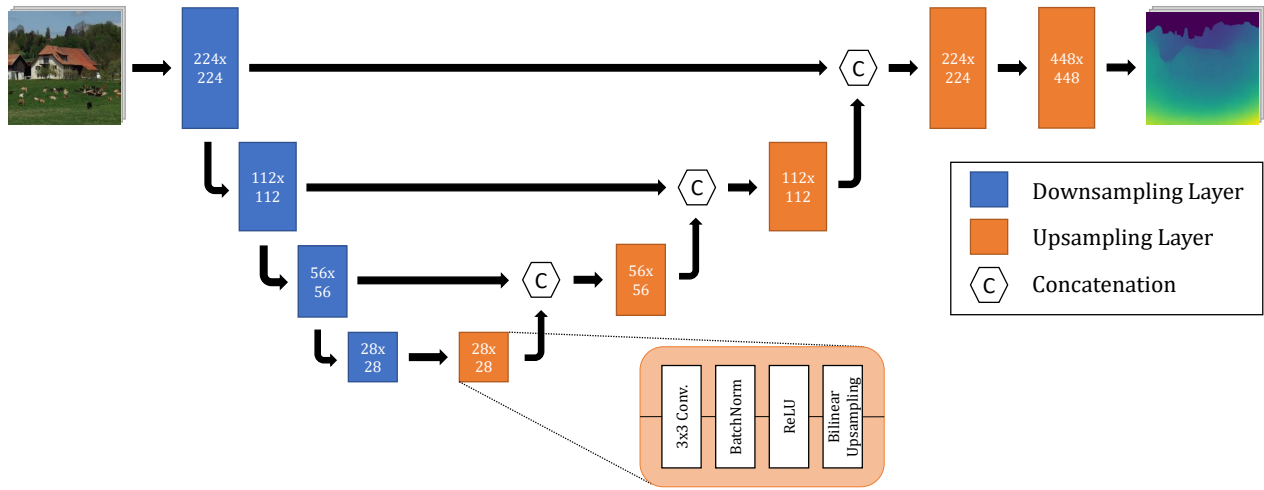 224x
224
C
224x
224
448x
448
112x
112
C
112x
112
Downsampling Layer
Upsampling Layer
C
Concatenation
56x
56
C
56x
56
28x
28
28x
28
3x3 Conv.
BatchNorm
ReLU
Bilinear
Upsampling